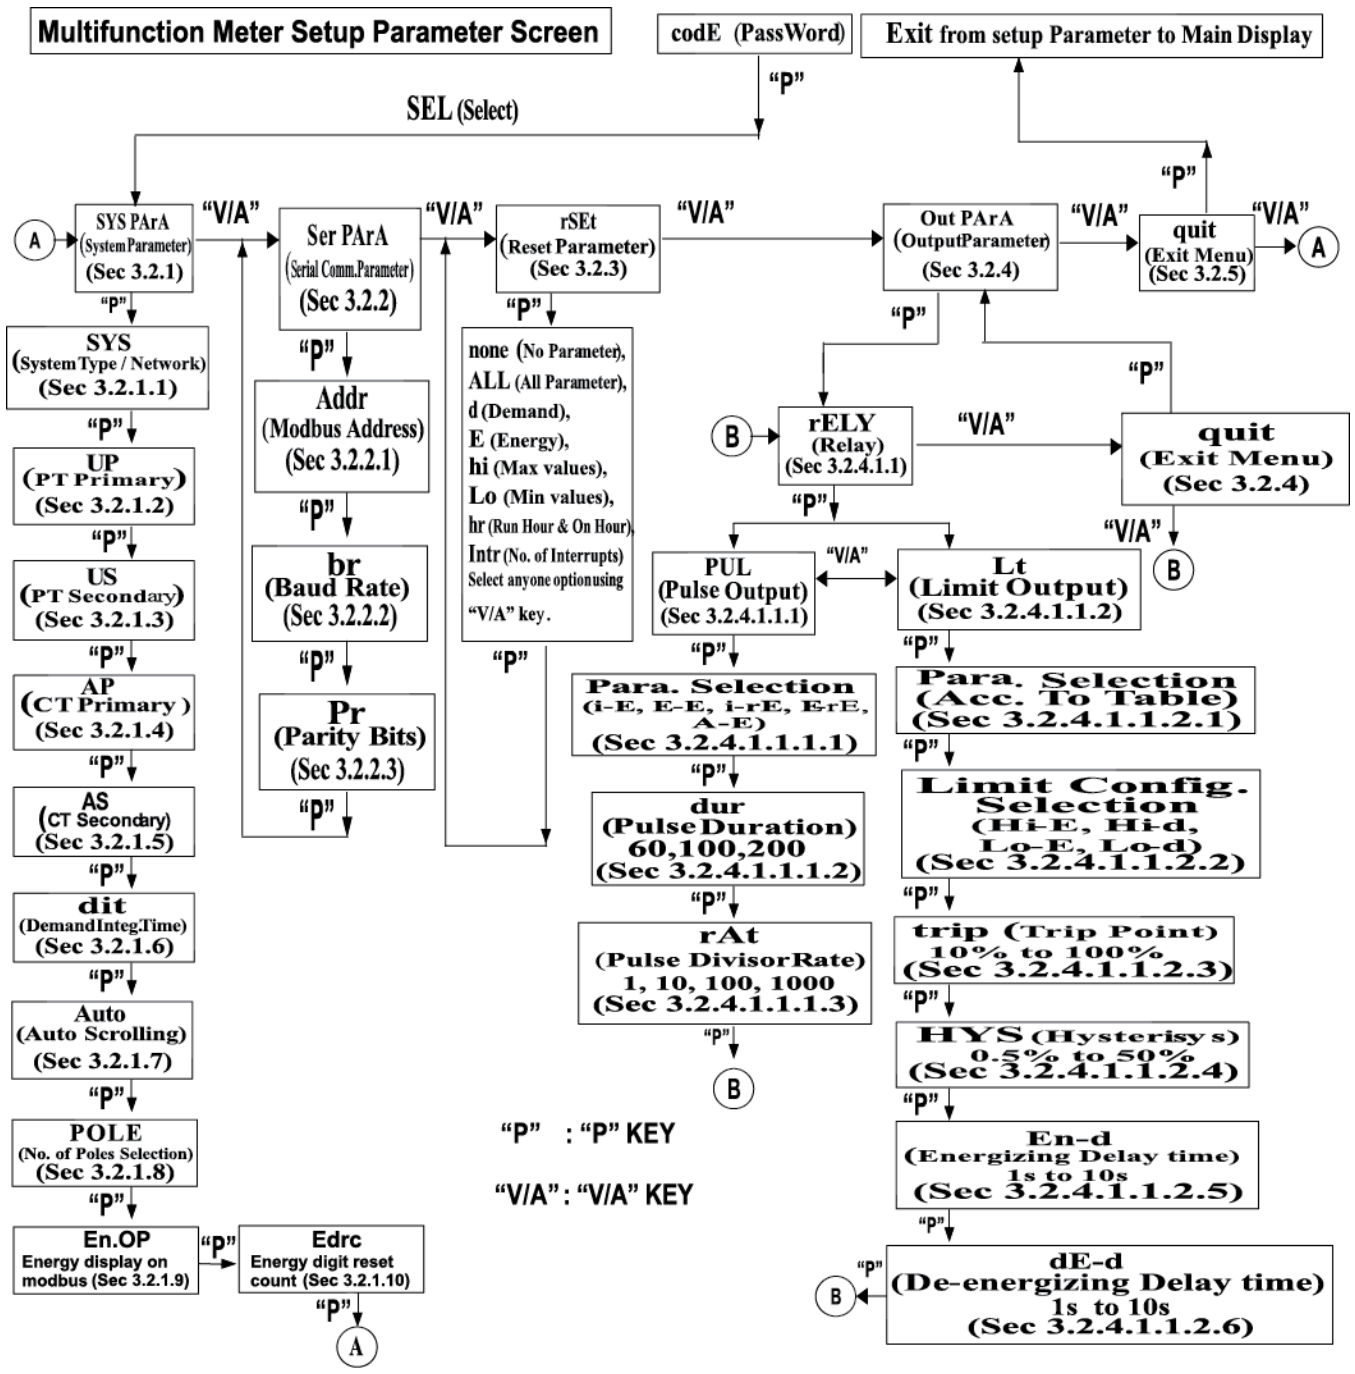 Multifunction Meter Setup Parameter Screen
codE (PassWord)
Exit from setup Parameter to Main Display
"P"
SEL (Select)
"P"
A
SYS PArA
(System Parameter)
(Sec 3.2.1)
"V/A"
Ser PArA
(Serial Comm.Parameter)
(Sec 3.2.2)
"V/A"
rSEt
(Reset Parameter)
(Sec 3.2.3)
"V/A"
Out PArA
(OutputParameter)
(Sec 3.2.4)
"V/A"
quit
(Exit Menu)
(Sec 3.2.5)
"V/A"
A
"P"
SYS
(System Type / Network)
(Sec 3.2.1.1)
"P"
UP
(PT Primary)
(Sec 3.2.1.2)
"P"
US
(PT Secondary)
(Sec 3.2.1.3)
"P"
AP
(CT Primary )
(Sec 3.2.1.4)
"P"
AS
(CT Secondary)
(Sec 3.2.1.5)
"P"
dit
(DemandInteg.Time)
(Sec 3.2.1.6)
"P"
Auto
(Auto Scrolling)
(Sec 3.2.1.7)
"P"
POLE
(No. of Poles Selection)
(Sec 3.2.1.8)
"P"
En.OP
Energy display on
modbus (Sec 3.2.1.9)
"P"
Edrc
Energy digit reset
count (Sec 3.2.1.10)
"P"
A
"P"
Addr
(Modbus Address)
(Sec 3.2.2.1)
"P"
br
(Baud Rate)
(Sec 3.2.2.2)
"P"
Pr
(Parity Bits)
(Sec 3.2.2.3)
"P"
"P"
none (No Parameter),
ALL (All Parameter),
d (Demand),
E (Energy),
hi (Max values),
Lo (Min values),
hr (Run Hour & On Hour),
Intr (No. of Interrupts)
Select anyone optionusing
"V/A" key.
"P"
"P"
B
rELY
(Relay)
(Sec 3.2.4.1.1)
"V/A"
quit
(Exit Menu)
(Sec 3.2.4)
"P"
"V/A"
B
"P"
PUL
(Pulse Output)
(Sec 3.2.4.1.1.1)
"V/A"
Lt
(Limit Output)
(Sec 3.2.4.1.1.2)
"P"
Para. Selection
(i-E, E-E, i-rE, E-rE,
A-E)
(Sec 3.2.4.1.1.1.1)
"P"
dur
(Pulse Duration)
60,100,200
(Sec 3.2.4.1.1.1.2)
"P"
rAt
(Pulse DivisorRate)
1, 10, 100, 1000
(Sec 3.2.4.1.1.1.3)
"P"
B
"P"
Para. Selection
(Acc. To Table)
(Sec 3.2.4.1.1.2.1)
"P"
Limit Config.
Selection
(Hi-E, Hi-d,
Lo-E, Lo-d)
(Sec 3.2.4.1.1.2.2)
"P"
trip (Trip Point)
10% to 100%
(Sec 3.2.4.1.1.2.3)
"P"
HYS (Hysterisys)
0.5% to 50%
(Sec 3.2.4.1.1.2.4)
"P"
En-d
(Energizing Delay time)
1s to 10s
(Sec 3.2.4.1.1.2.5)
"P"
dE-d
(De-energizing Delay time)
1s to 10s
(Sec 3.2.4.1.1.2.6)
"P"
B
"P" : "P" KEY
"V/A" : "V/A" KEY